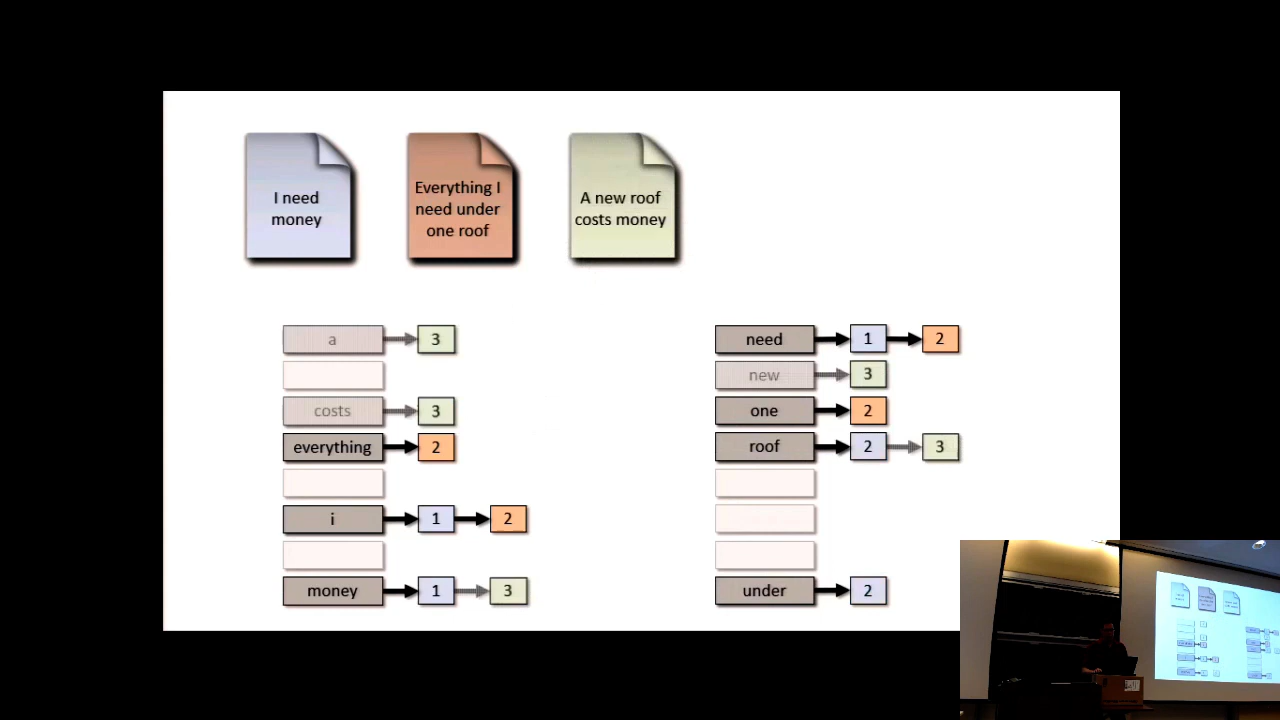 I need
money
Everything I
need under
one roof
A new roof
costs money
a 3
costs 3
everything 2
i 1 2
money 1 3
need 1 2
new 3
one 2
roof 2 3
under 2